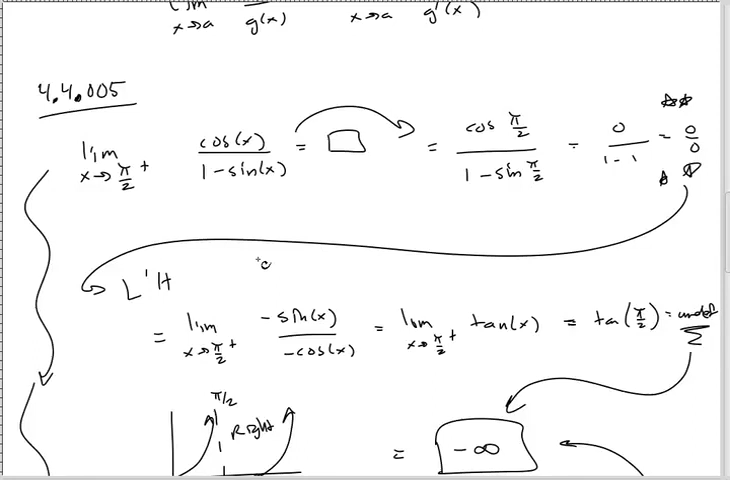 lim
x→a g(x) x→a g'(x)
4.4.005
lim x→π/2⁺ cos(x)/(1-sin(x)) = □ = cos π/2 / (1-sin π/2) = 0/(1-1) = 0/0
L'H
= lim x→π/2⁺ -sin(x)/-cos(x) = lim x→π/2⁺ tan(x) = tan(π/2) = undef
π/2
Right
= -∞